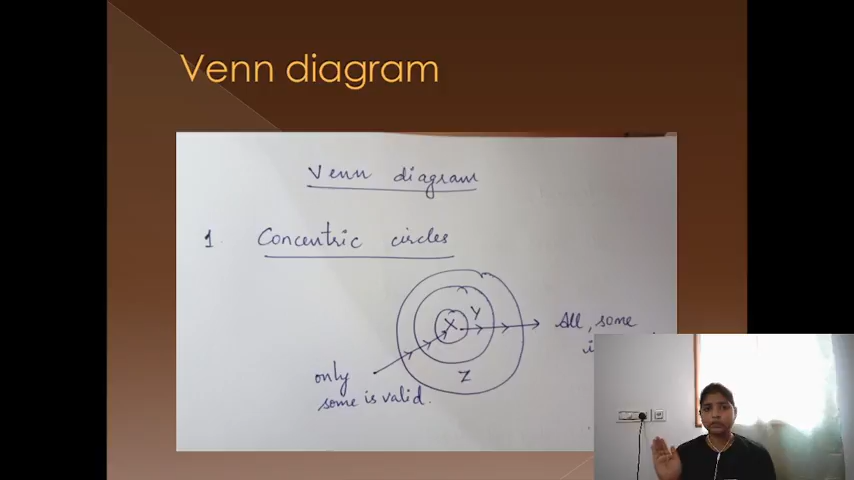 Venn diagram
Venn diagram
1. Concentric circles
X
Y
Z
All, some
only
some is valid.